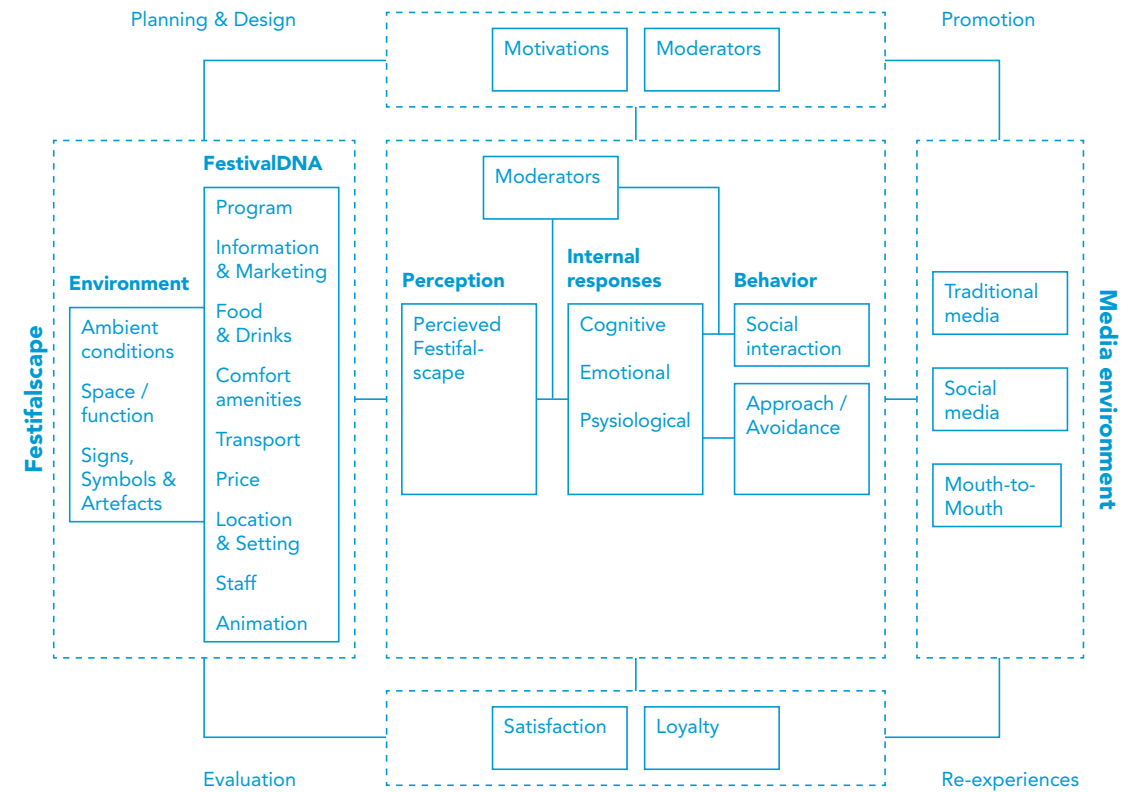 Planning & Design
Promotion
Motivations
Moderators
Festifalscape
Environment
Ambient
conditions
Space /
function
Signs,
Symbols &
Artefacts
FestivalDNA
Program
Information
& Marketing
Food
& Drinks
Comfort
amenities
Transport
Price
Location
& Setting
Staff
Animation
Moderators
Perception
Percieved
Festifal-
scape
Internal
responses
Cognitive
Emotional
Psysiological
Behavior
Social
interaction
Approach /
Avoidance
Traditional
media
Social
media
Mouth-to-
Mouth
Media environment
Satisfaction
Loyalty
Evaluation
Re-experiences